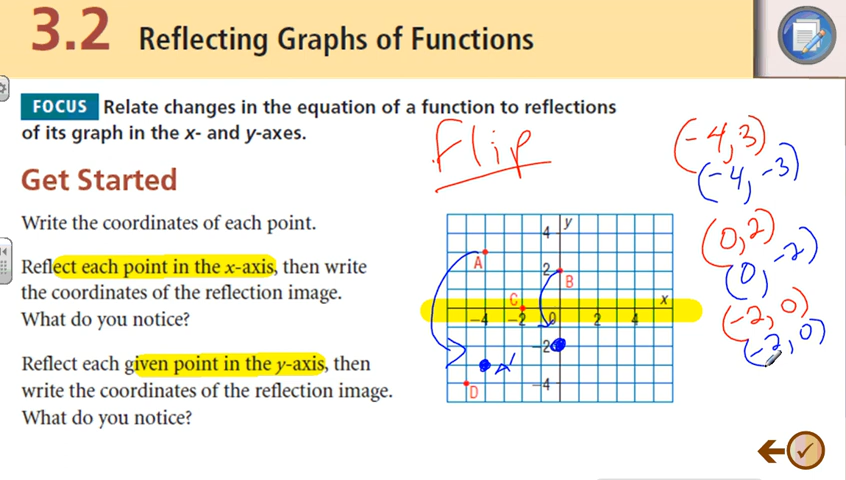 3.2 Reflecting Graphs of Functions
FOCUS Relate changes in the equation of a function to reflections
of its graph in the x- and y-axes.
Flip
Get Started
Write the coordinates of each point.
Reflect each point in the x-axis, then write
the coordinates of the reflection image.
What do you notice?
Reflect each given point in the y-axis, then
write the coordinates of the reflection image.
What do you notice?
y
4
A
2
B
C
x
-4 -2 0 2 4
-2
A'
D
-4
(-4, 3)
(-4, -3)
(0, 2)
(0, -2)
(-2, 0)
(-2, 0)